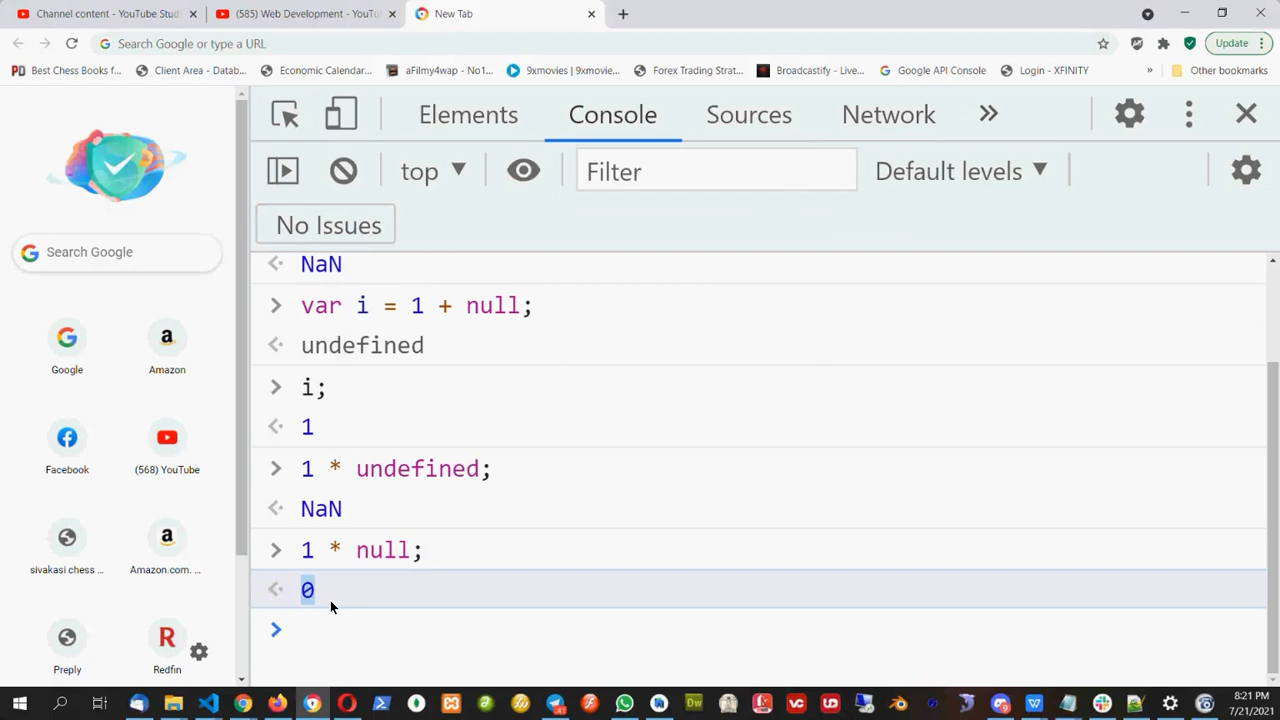 Channel content - YouTube Stud
(585) Web Development - YouTu
New Tab
Search Google or type a URL
Update
Best Chess Books f...
Client Area - Datab...
Economic Calendar...
aFilmy4wap - No1...
9xmovies | 9xmovie...
Forex Trading Strat...
Broadcastify - Live...
Google API Console
Login - XFINITY
»
Other bookmarks
Elements
Console
Sources
Network
»
top
Filter
Default levels
No Issues
Search Google
Google
Amazon
Facebook
(568) YouTube
sivakasi chess ...
Amazon.com. ...
Preply
Redfin
NaN
var i = 1 + null;
undefined
i;
1
1 * undefined;
NaN
1 * null;
0
8:21 PM
7/21/2021